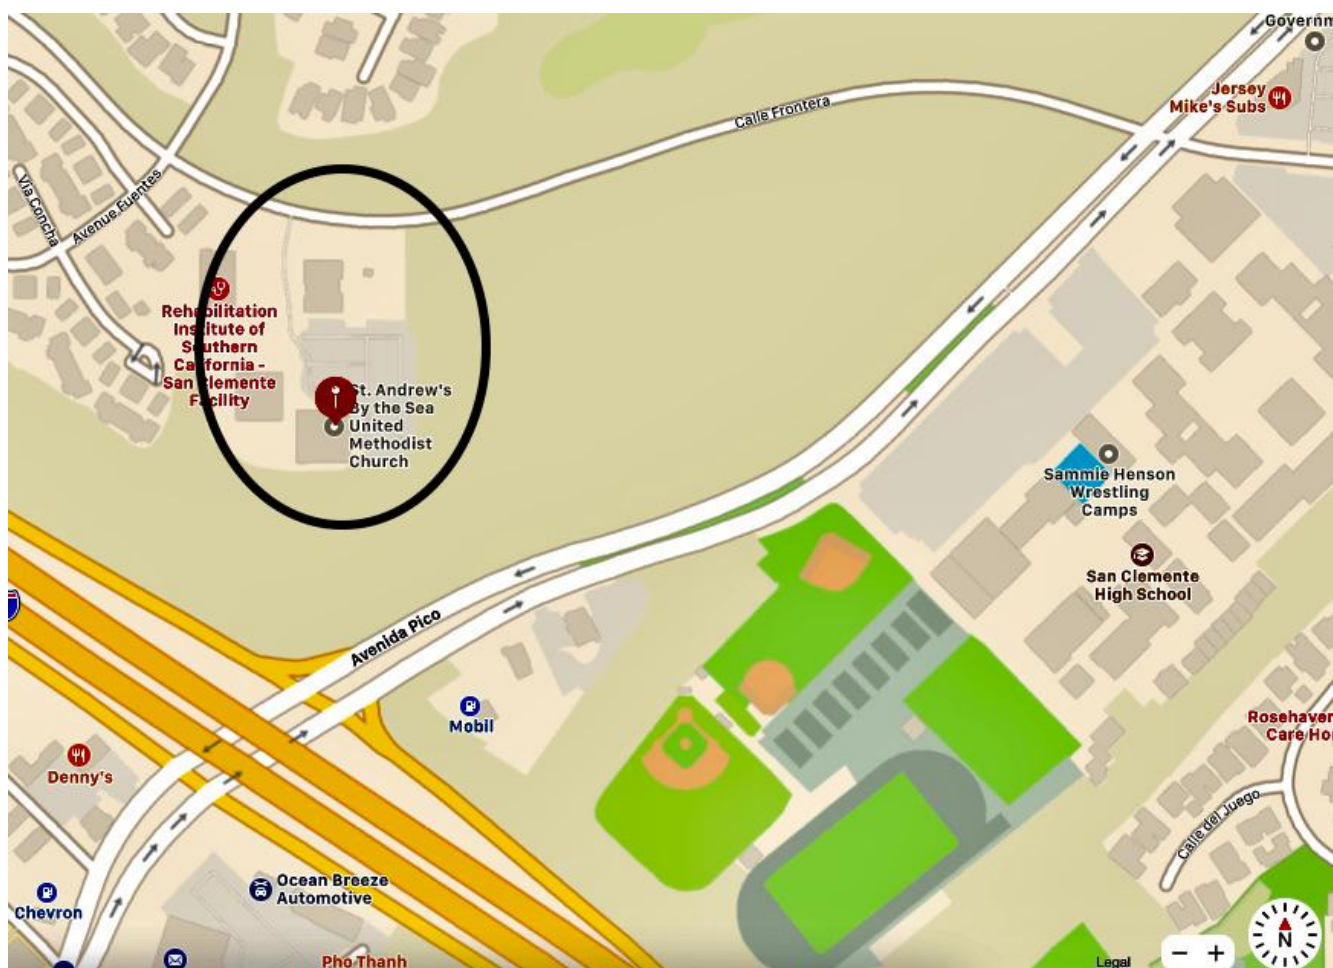 Governm
Jersey
Mike's Subs
Calle Frontera
Via Concha
Avenue Fuentes
Rehabilitation
Institute of
Southern
California -
San Clemente
Facility
St. Andrew's
By the Sea
United
Methodist
Church
Sammie Henson
Wrestling
Camps
San Clemente
High School
Avenida Pico
Mobil
Rosehaven
Care Ho
Denny's
Calle del Juego
Ocean Breeze
Automotive
Chevron
N
Pho Thanh
Legal
− +